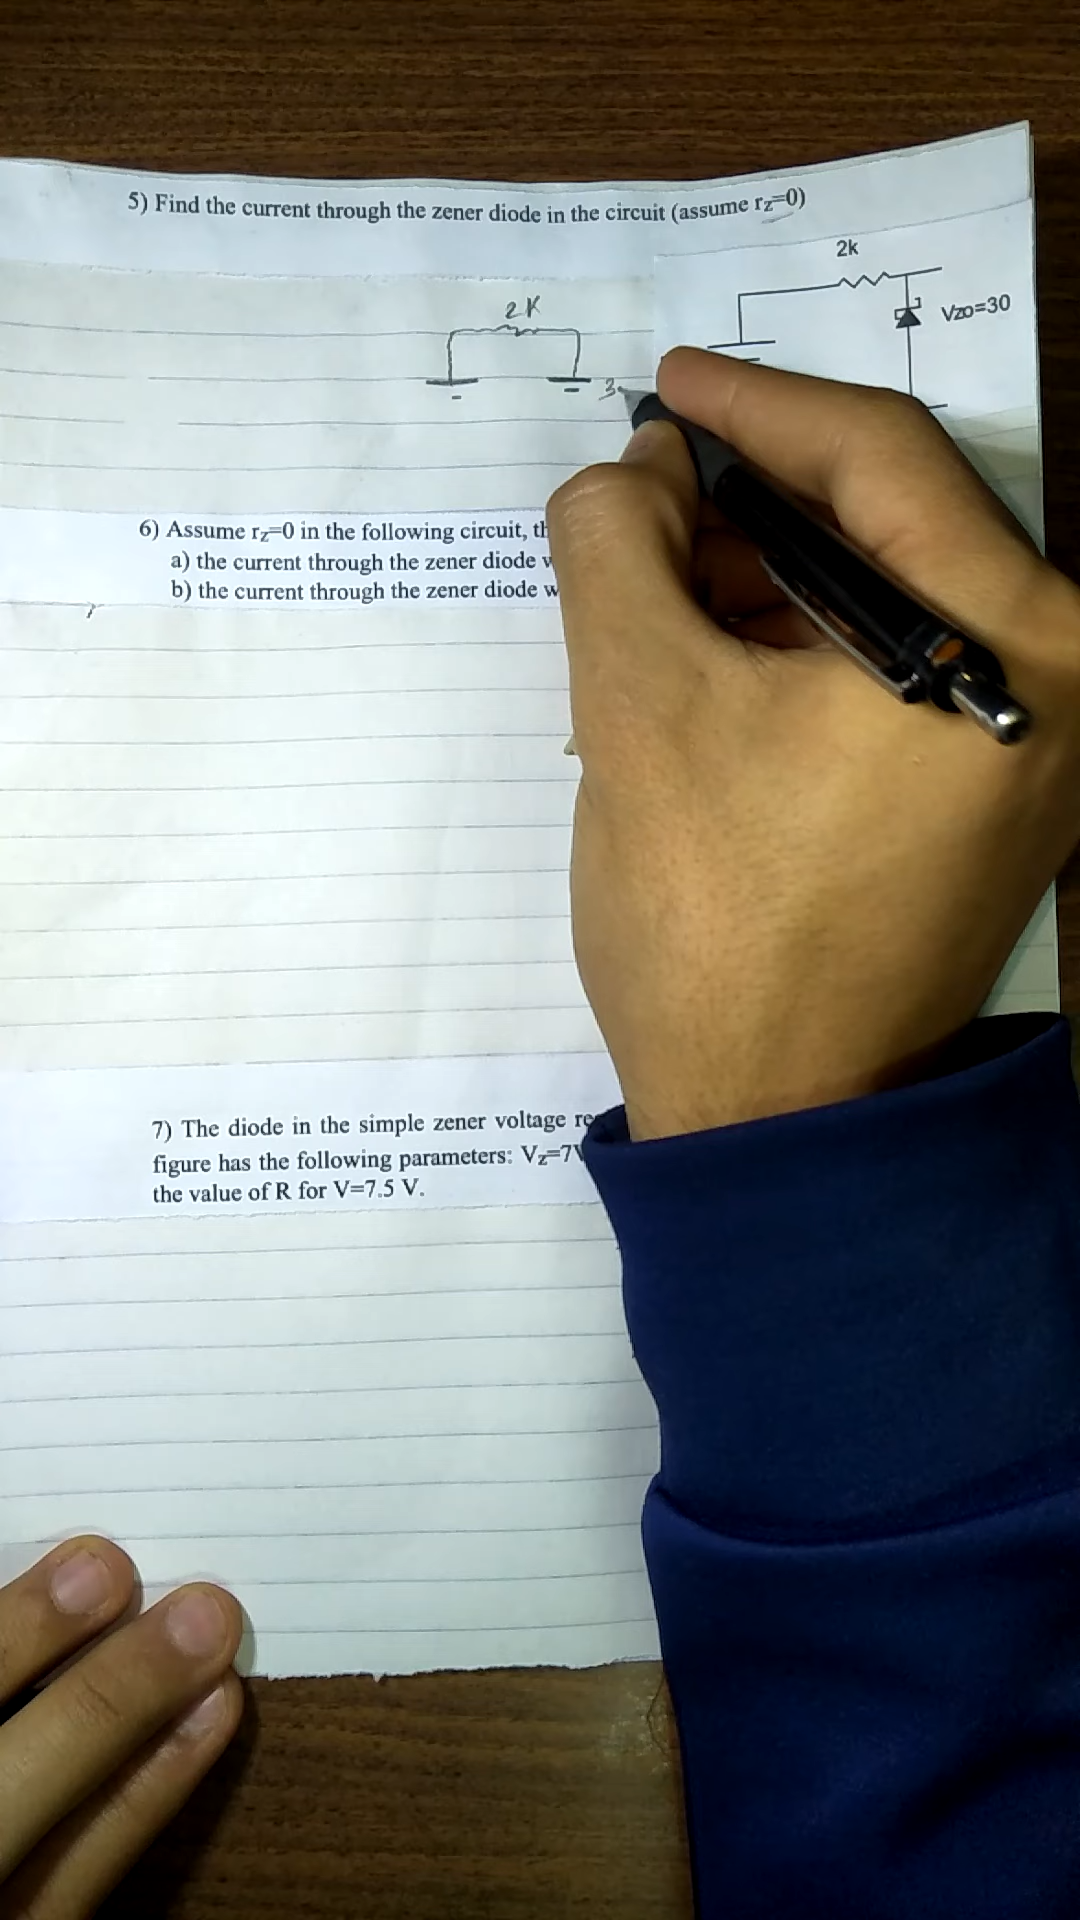 5) Find the current through the zener diode in the circuit (assume rz=0)
2k
VZO=30
2K
3
6) Assume rz=0 in the following circuit,
a) the current through the zener diode
b) the current through the zener diode
7) The diode in the simple zener voltage
figure has the following parameters: Vz=7V
the value of R for V=7.5 V.